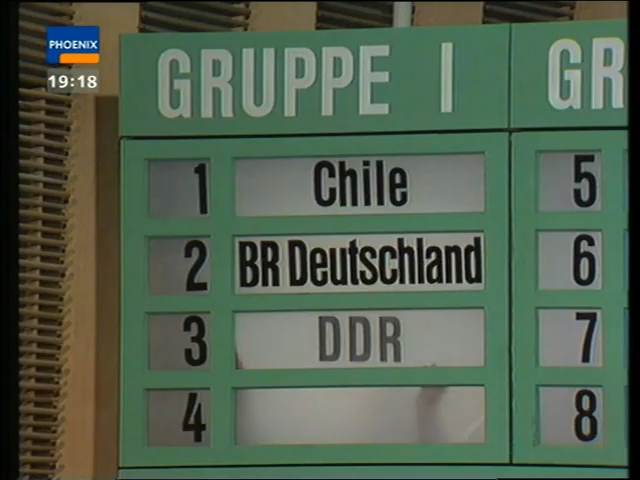 PHOENIX
19:18
GRUPPE I
GR
1 Chile 5
2 BR Deutschland 6
3 DDR 7
4 8